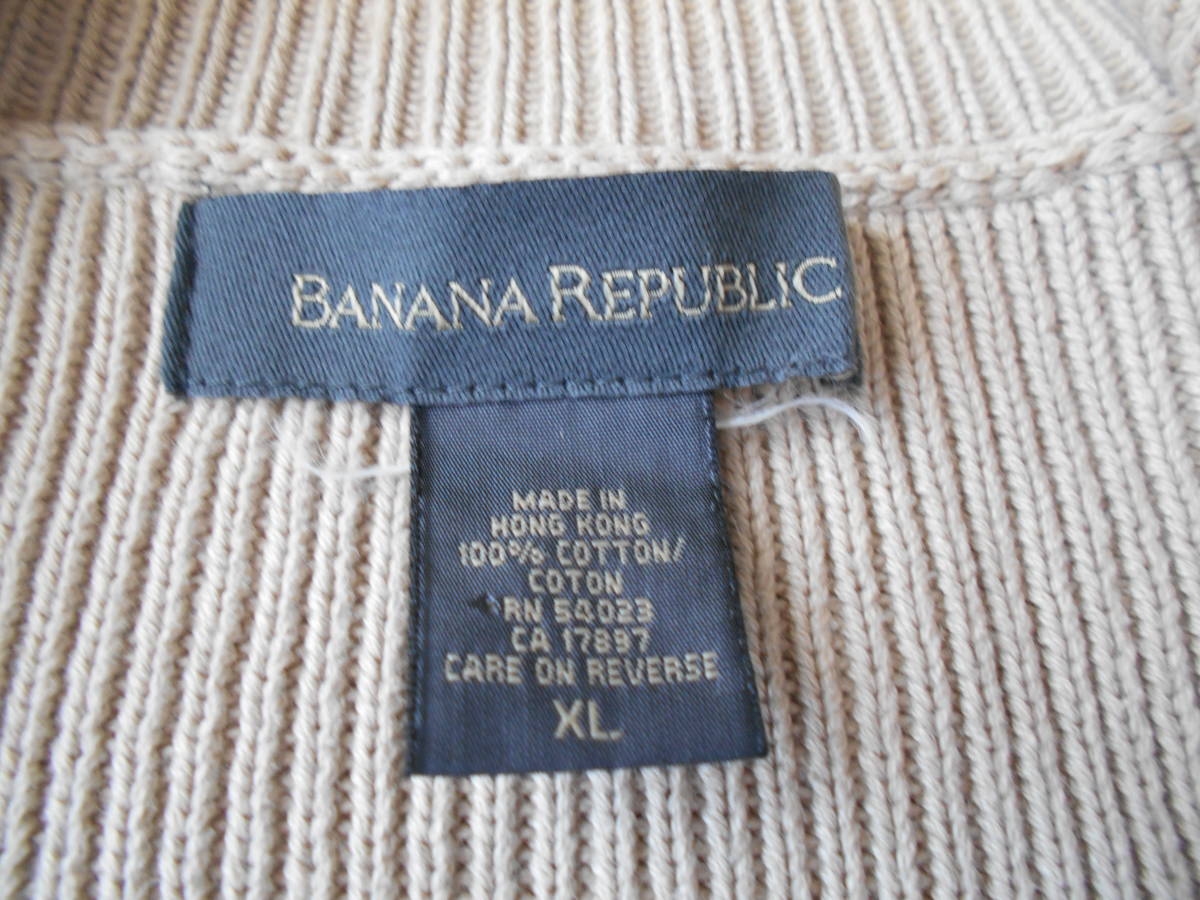 BANANA REPUBLIC
MADE IN
HONG KONG
100% COTTON/
COTON
RN 54023
CA 17897
CARE ON REVERSE
XL